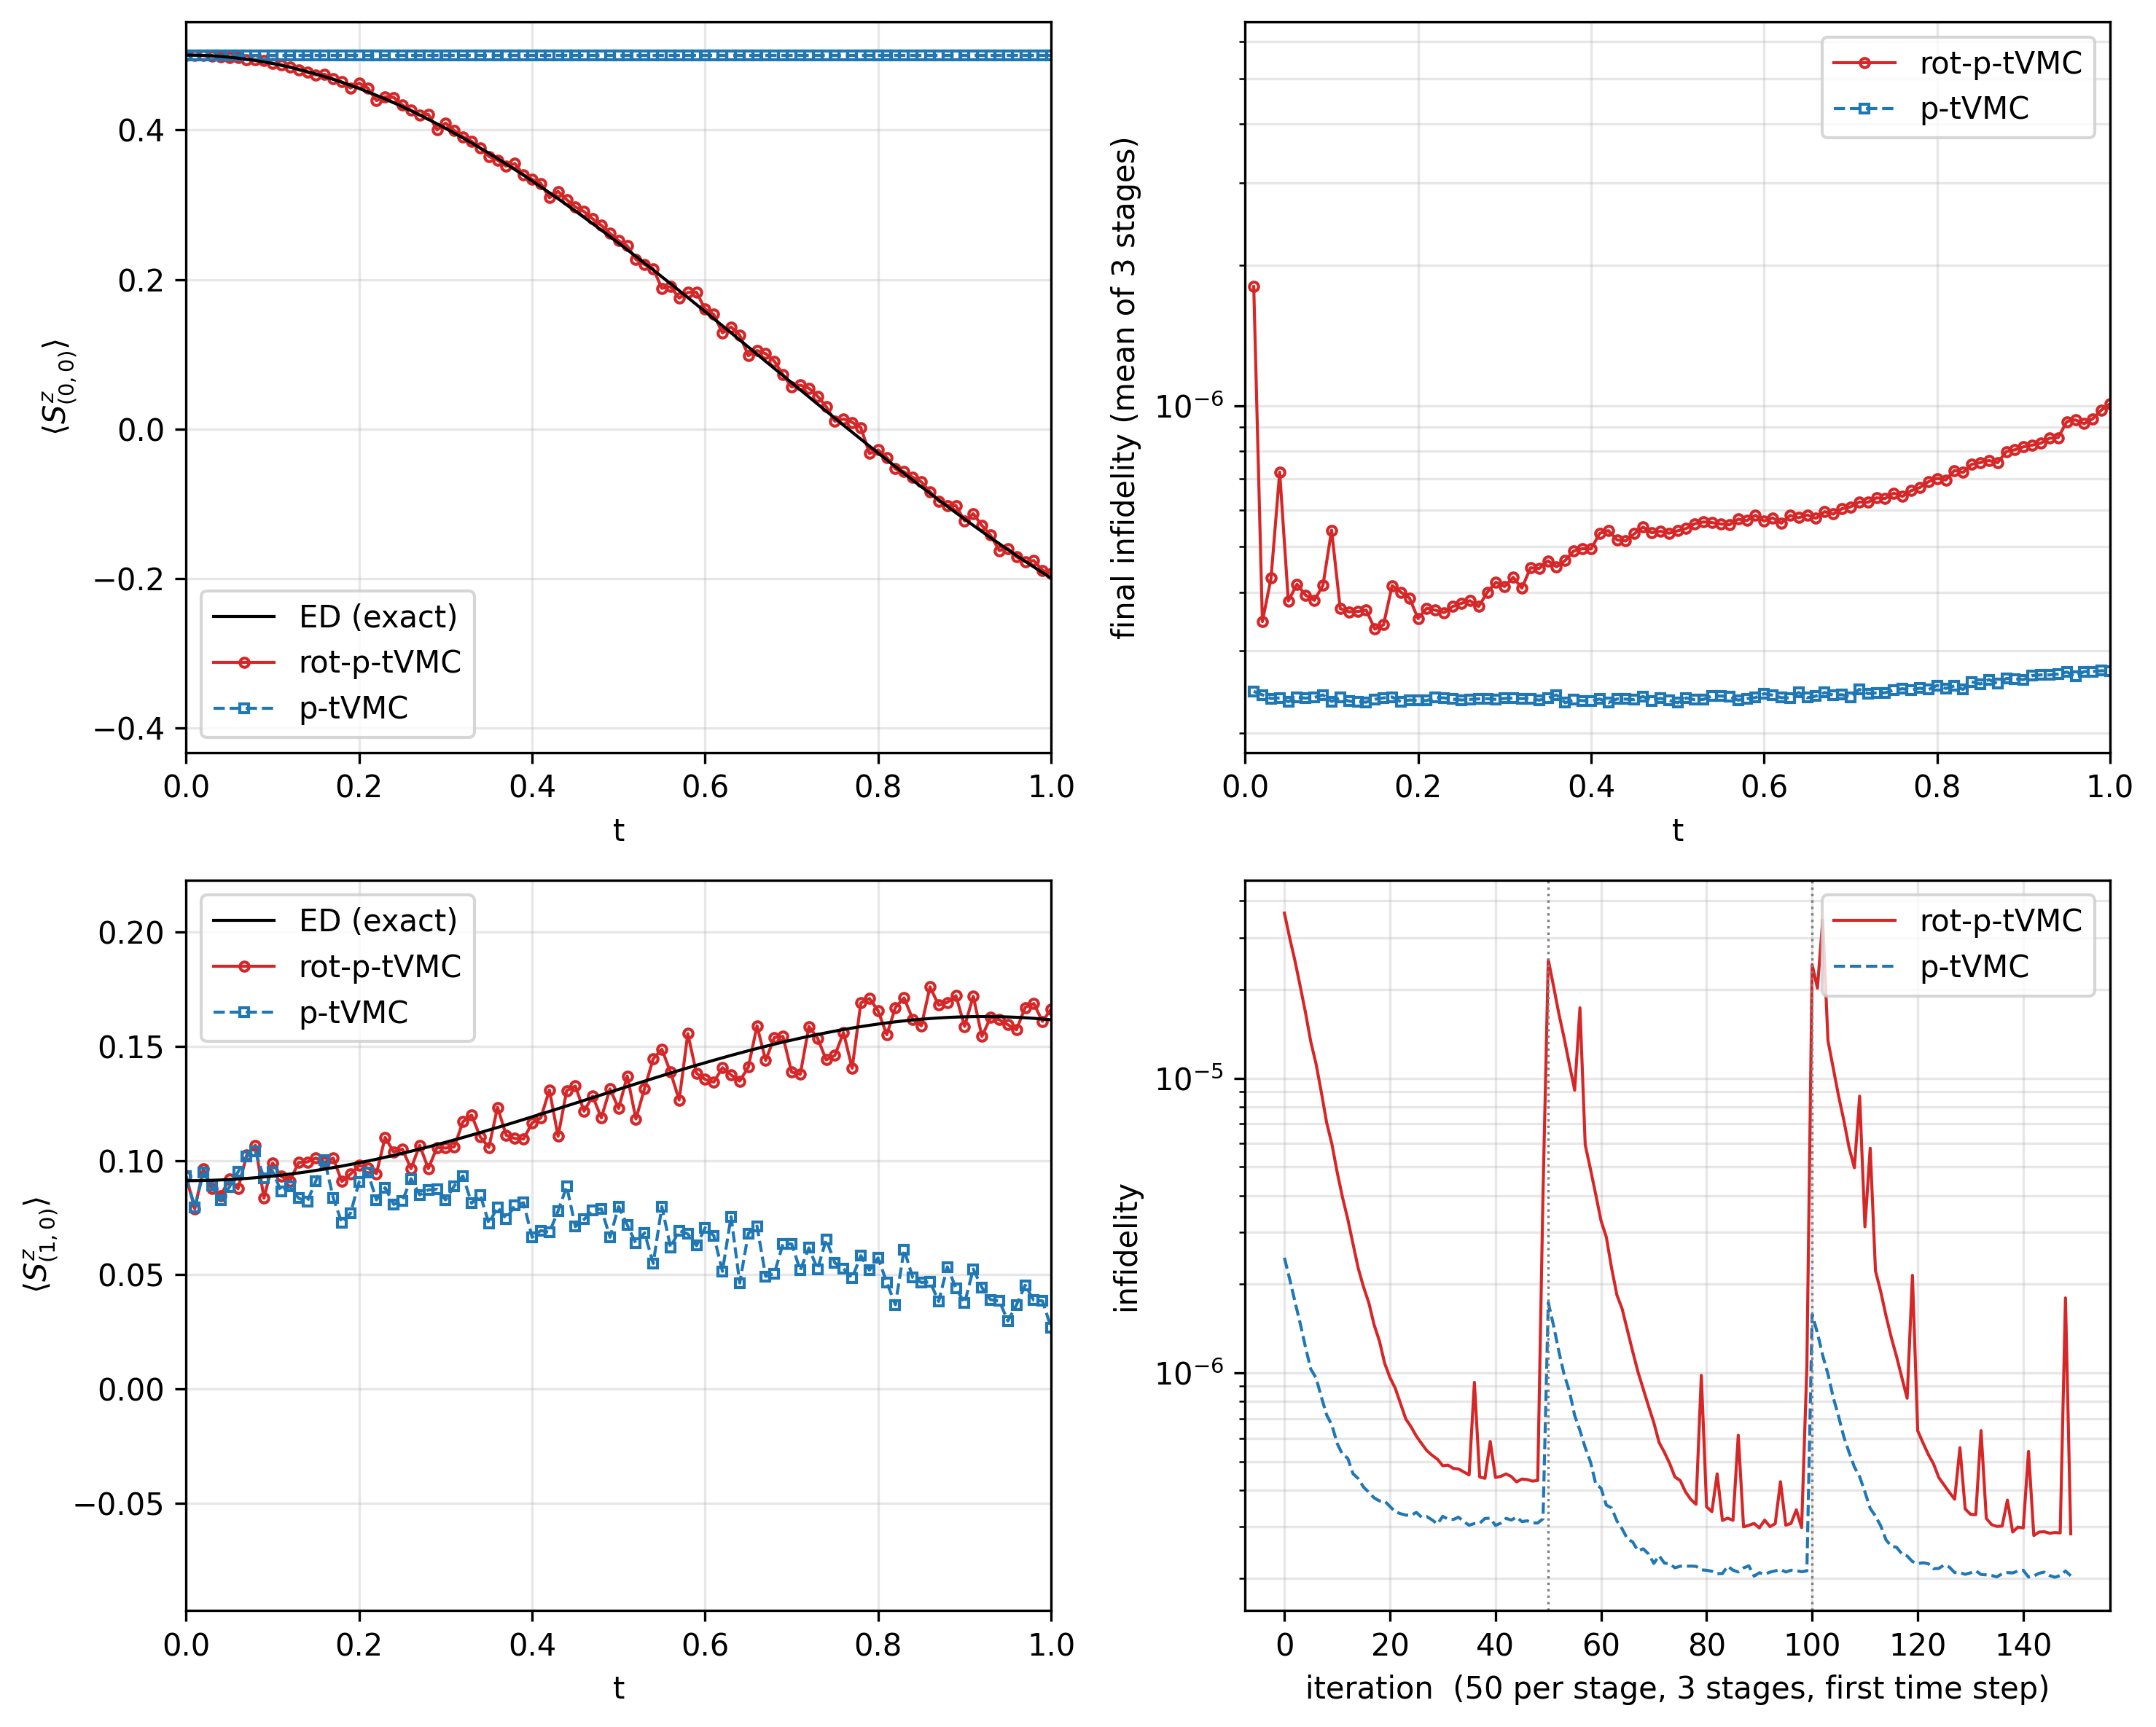 ⟨S^z_(0, 0)⟩
0.4
0.2
0.0
−0.2
−0.4
ED (exact)
rot-p-tVMC
p-tVMC
0.0 0.2 0.4 0.6 0.8 1.0
t
final infidelity (mean of 3 stages)
10^−6
rot-p-tVMC
p-tVMC
0.0 0.2 0.4 0.6 0.8 1.0
t
⟨S^z_(1, 0)⟩
0.20
0.15
0.10
0.05
0.00
−0.05
ED (exact)
rot-p-tVMC
p-tVMC
0.0 0.2 0.4 0.6 0.8 1.0
t
infidelity
10^−5
10^−6
rot-p-tVMC
p-tVMC
0 20 40 60 80 100 120 140
iteration (50 per stage, 3 stages, first time step)